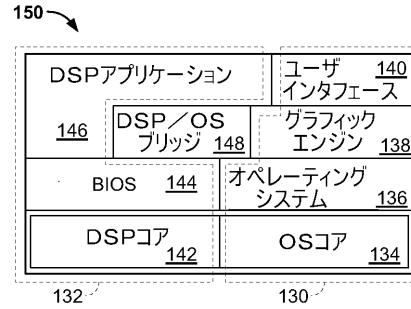 150
DSPアプリケーション
146
ユーザ
インタフェース
140
DSP／OS
ブリッジ
148
グラフィック
エンジン
138
BIOS
144
オペレーティング
システム
136
DSPコア
142
OSコア
134
132
130